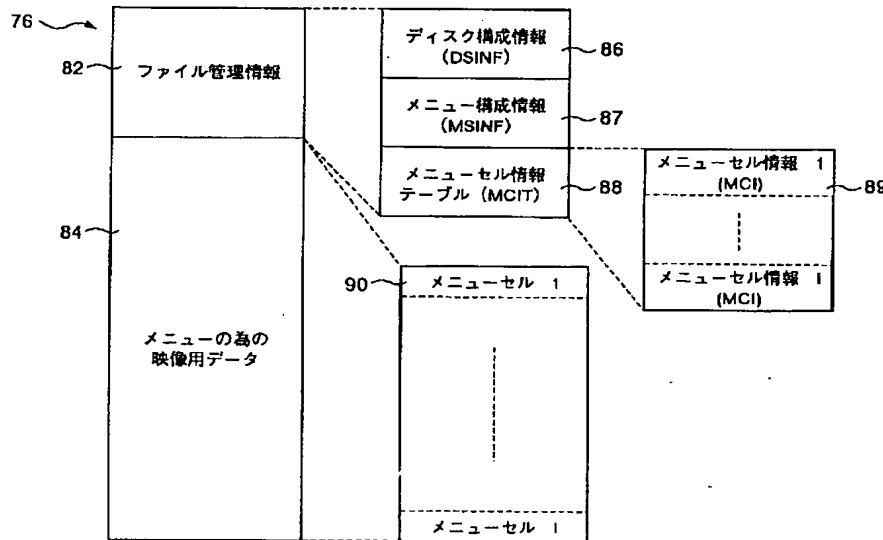 76
82
ファイル管理情報
ディスク構成情報
(DSINF)
86
メニュー構成情報
(MSINF)
87
メニューセル情報
テーブル (MCIT)
88
メニューセル情報 1
(MCI)
89
メニューセル情報 I
(MCI)
84
メニューの為の
映像用データ
90
メニューセル 1
メニューセル I